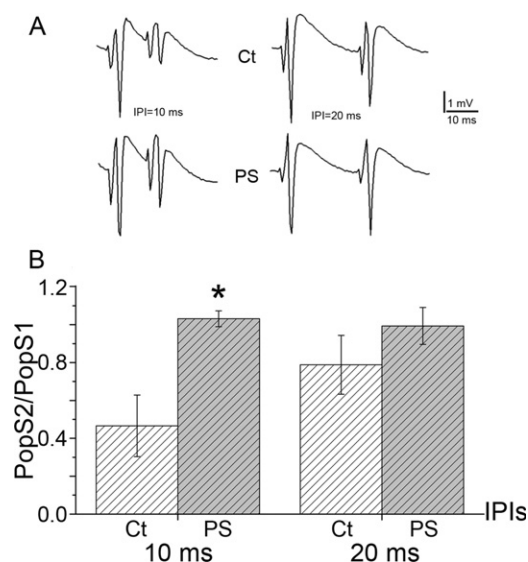 A
Ct
IPI=10 ms
IPI=20 ms
1 mV
10 ms
PS
B
PopS2/PopS1
1.2
0.8
0.4
0.0
*
Ct
PS
Ct
PS
IPIs
10 ms
20 ms